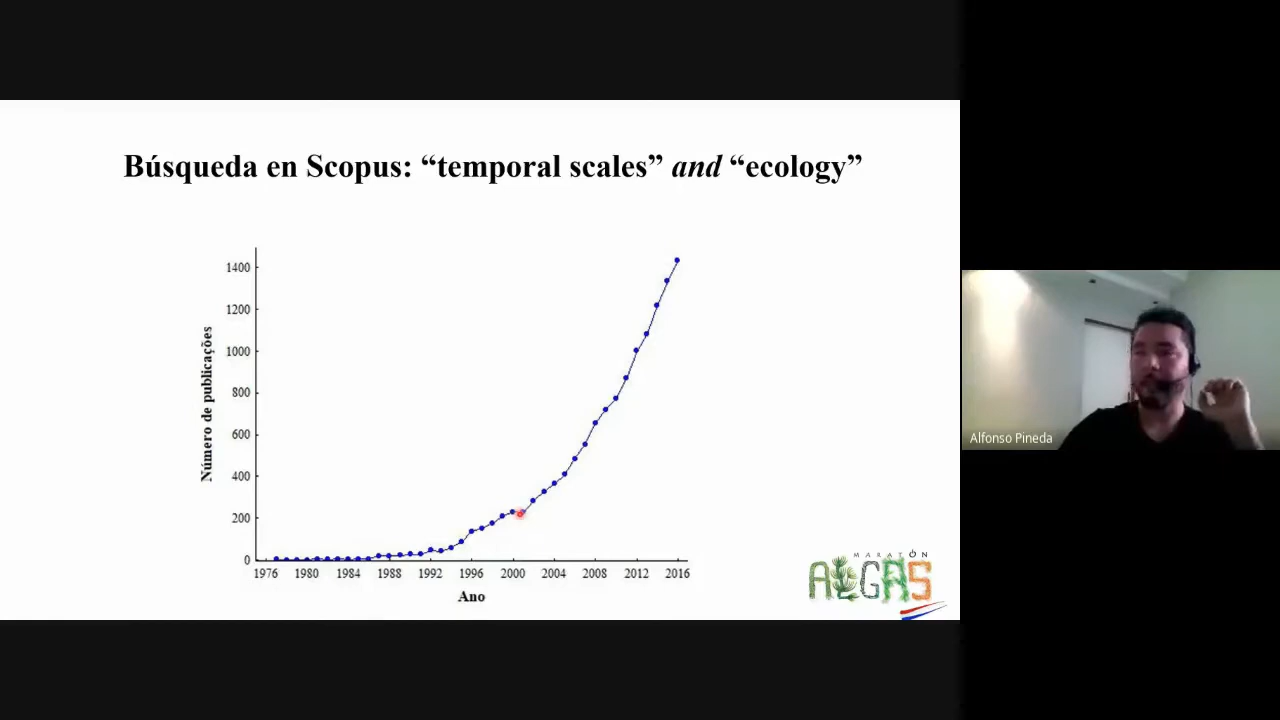 Búsqueda en Scopus: “temporal scales” and “ecology”
Número de publicações
1400
1200
1000
800
600
400
200
0
1976 1980 1984 1988 1992 1996 2000 2004 2008 2012 2016
Ano
MARATÓN
ALGAS
Alfonso Pineda